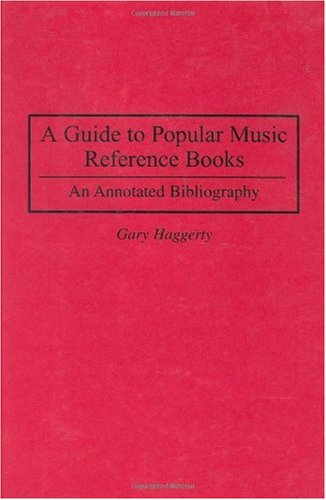 A Guide to Popular Music
Reference Books
An Annotated Bibliography
Gary Haggerty